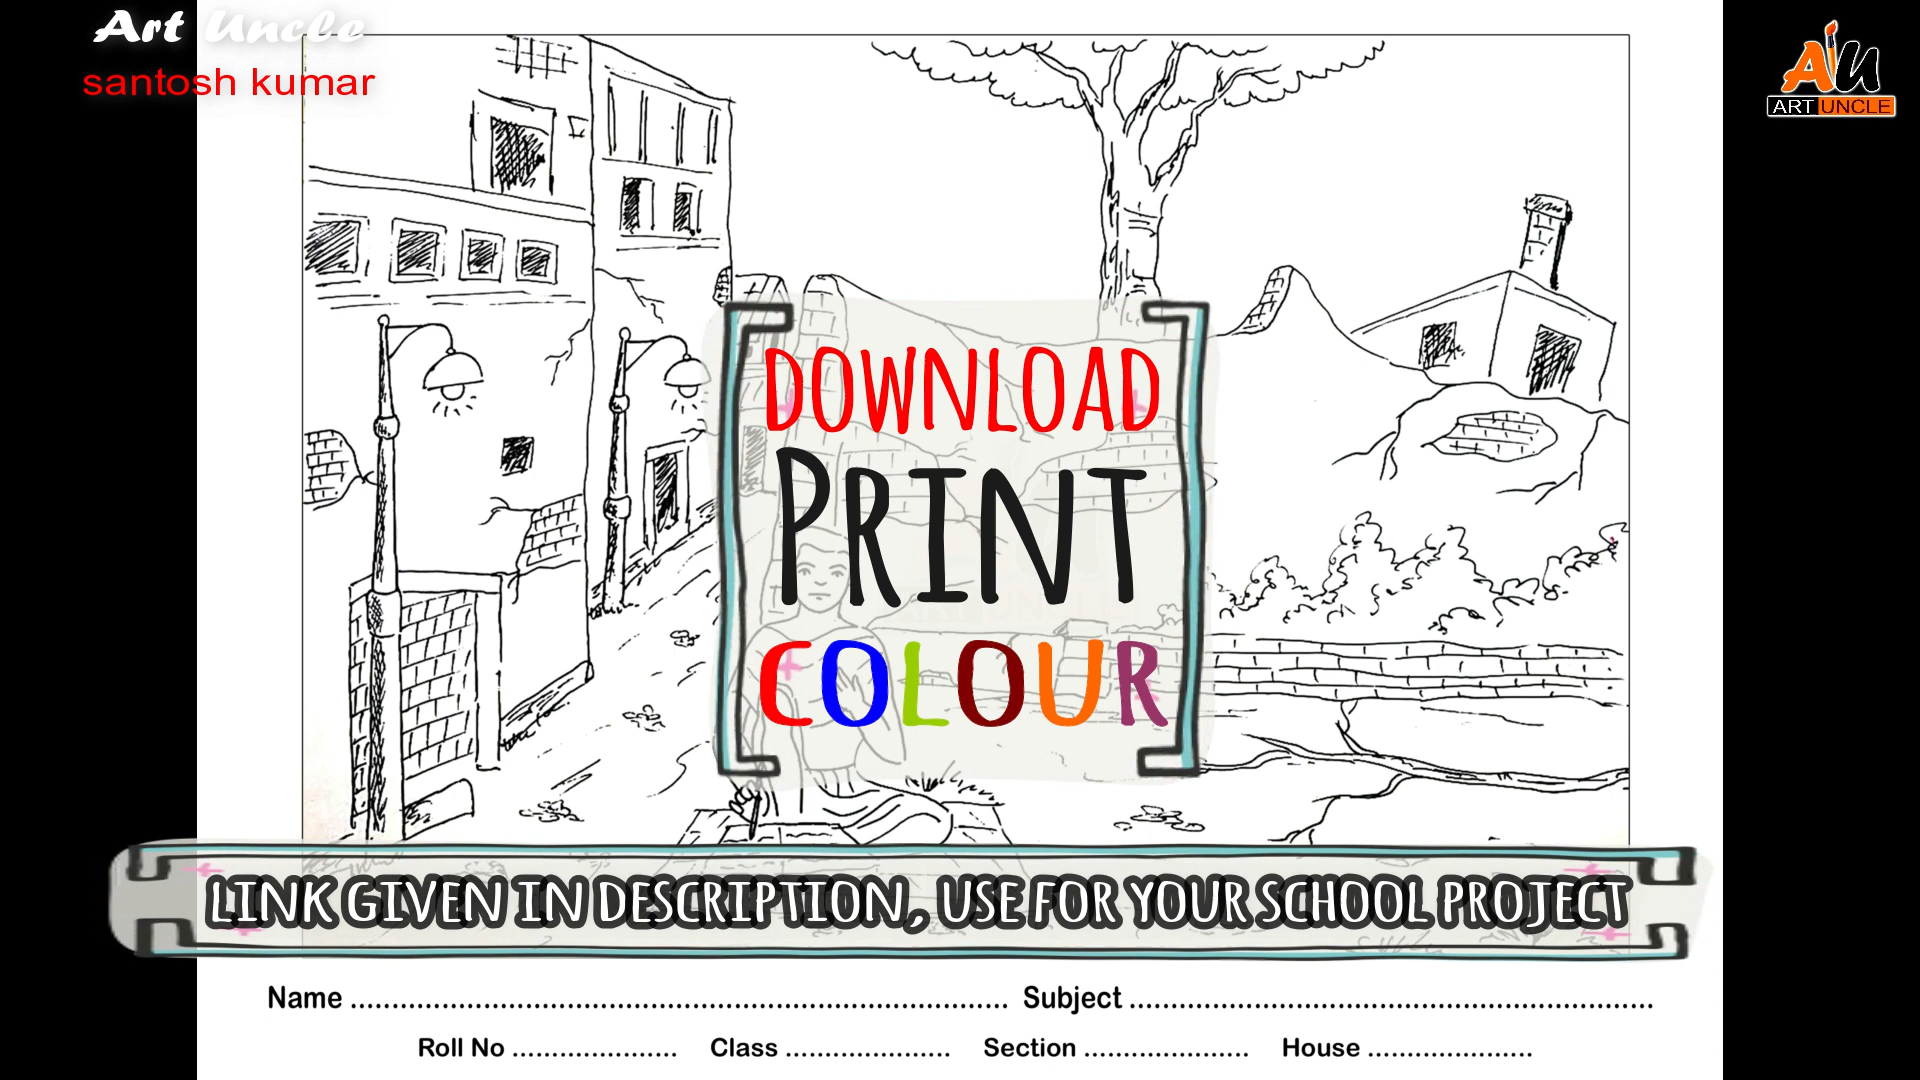 Art Uncle
santosh kumar
AU
ART UNCLE
DOWNLOAD
PRINT
COLOUR
LINK GIVEN IN DESCRIPTION, USE FOR YOUR SCHOOL PROJECT
Name ........................................................................... Subject ............................................................
Roll No ..................... Class ..................... Section ..................... House .....................